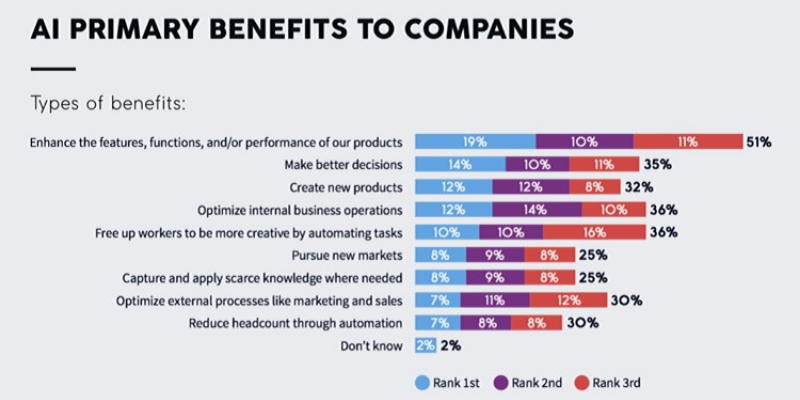 AI PRIMARY BENEFITS TO COMPANIES
Types of benefits:
Enhance the features, functions, and/or performance of our products 19% 10% 11% 51%
Make better decisions 14% 10% 11% 35%
Create new products 12% 12% 8% 32%
Optimize internal business operations 12% 14% 10% 36%
Free up workers to be more creative by automating tasks 10% 10% 16% 36%
Pursue new markets 8% 9% 8% 25%
Capture and apply scarce knowledge where needed 8% 9% 8% 25%
Optimize external processes like marketing and sales 7% 11% 12% 30%
Reduce headcount through automation 7% 8% 8% 30%
Don't know 2% 2%
Rank 1st Rank 2nd Rank 3rd